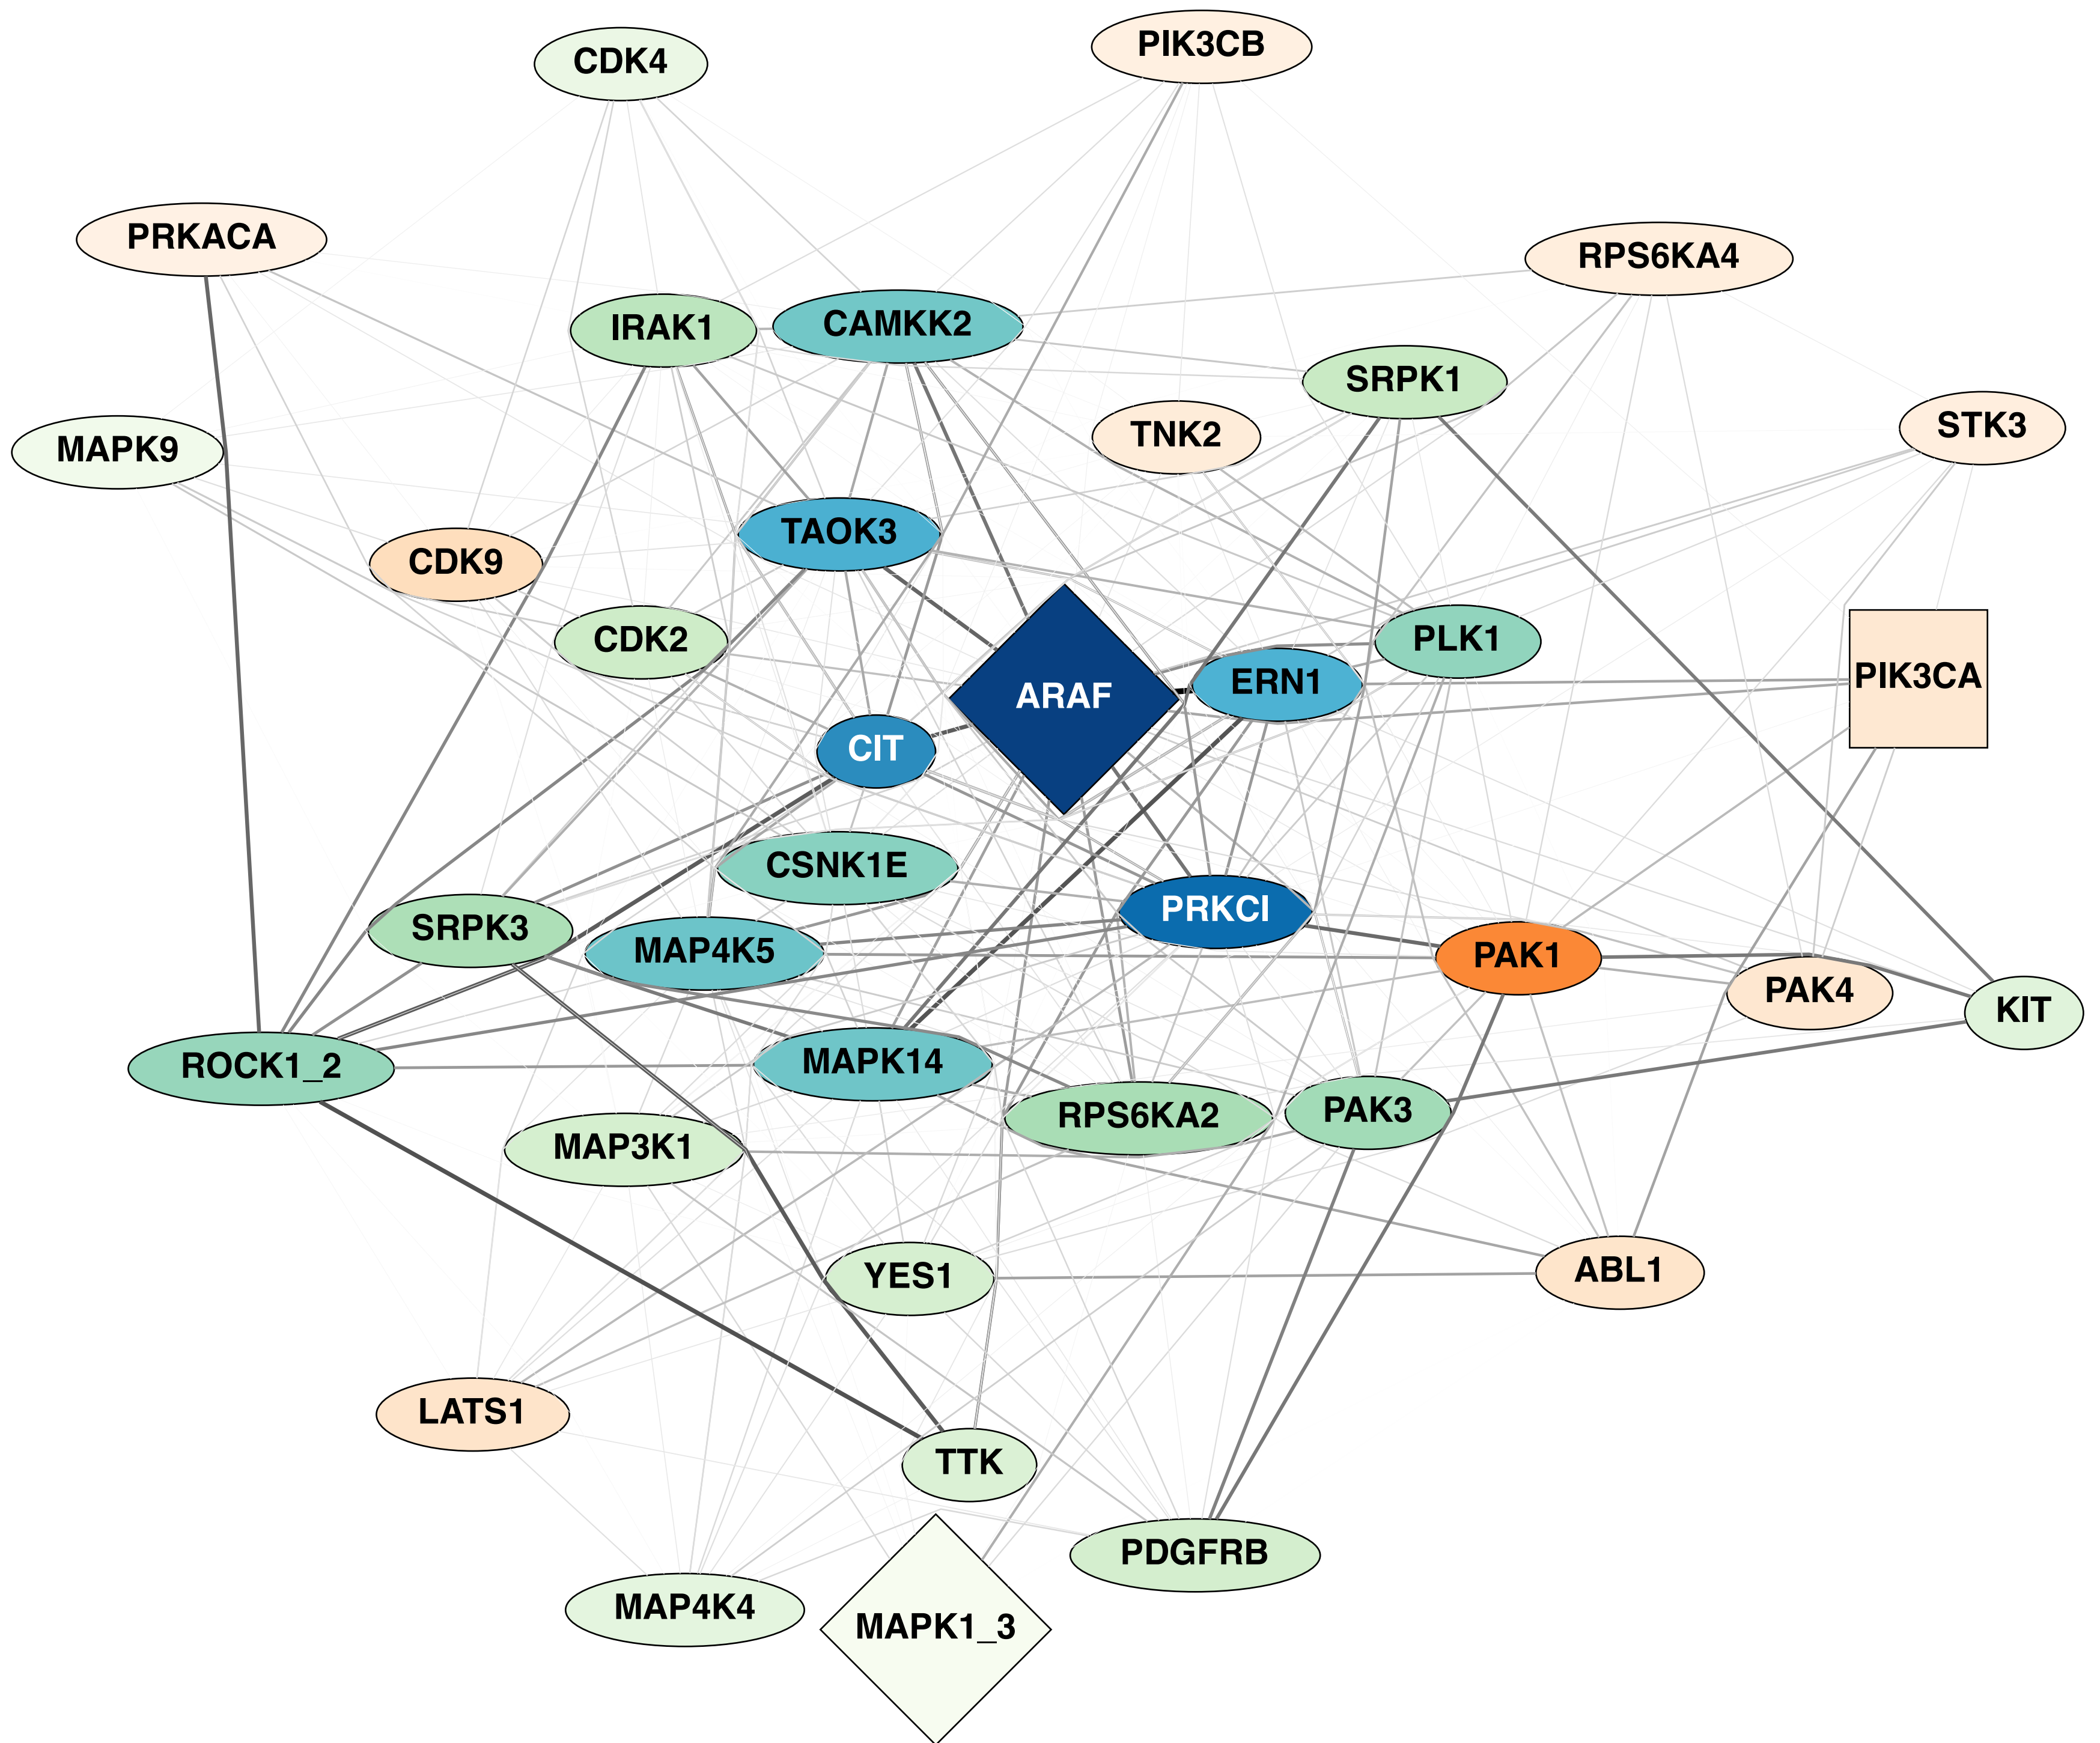 PIK3CB
CDK4
PRKACA
RPS6KA4
IRAK1
CAMKK2
SRPK1
STK3
TNK2
MAPK9
TAOK3
CDK9
CDK2
PLK1
PIK3CA
ERN1
ARAF
CIT
CSNK1E
PRKCI
SRPK3
MAP4K5
PAK1
PAK4
KIT
ROCK1_2
MAPK14
RPS6KA2
PAK3
MAP3K1
YES1
ABL1
LATS1
TTK
PDGFRB
MAP4K4
MAPK1_3